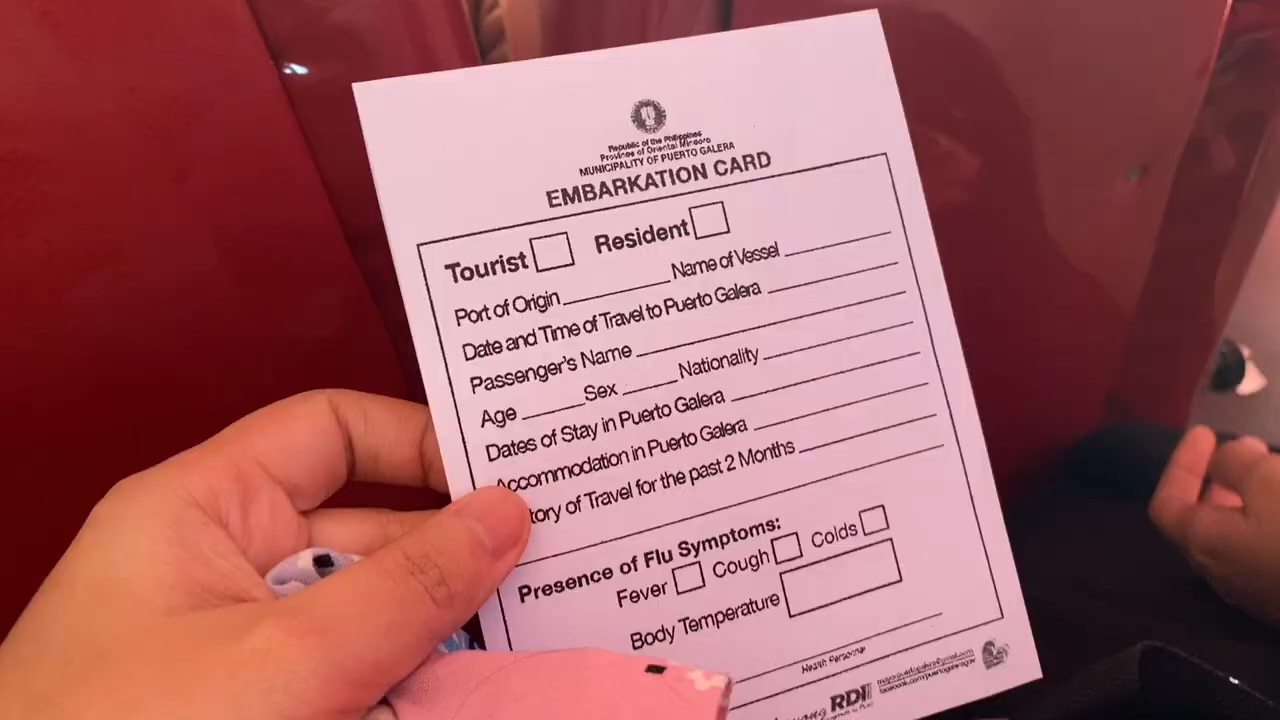 Republic of the Philippines
Province of Oriental Mindoro
MUNICIPALITY OF PUERTO GALERA
EMBARKATION CARD
Tourist Resident
Port of Origin Name of Vessel
Date and Time of Travel to Puerto Galera
Passenger's Name
Age Sex Nationality
Dates of Stay in Puerto Galera
Accommodation in Puerto Galera
tory of Travel for the past 2 Months
Presence of Flu Symptoms:
Fever Cough Colds
Body Temperature
Health Personnel
RDI